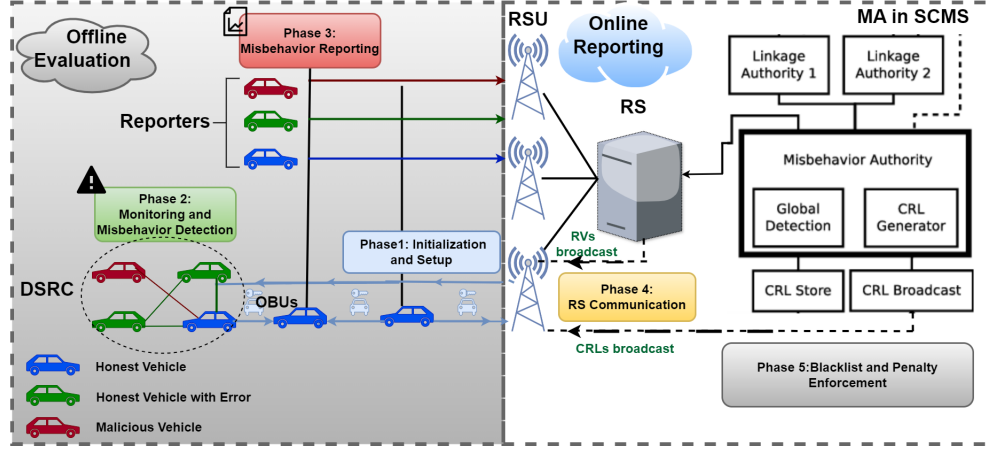 Offline
Evaluation
Phase 3:
Misbehavior Reporting
RSU
Online
Reporting
MA in SCMS
Linkage
Authority 1
Linkage
Authority 2
Reporters
RS
Misbehavior Authority
Global
Detection
CRL
Generator
Phase 2:
Monitoring and
Misbehavior Detection
Phase1: Initialization
and Setup
RVs
broadcast
DSRC
OBUs
Phase 4:
RS Communication
CRL Store
CRL Broadcast
CRLs broadcast
Honest Vehicle
Honest Vehicle with Error
Malicious Vehicle
Phase 5:Blacklist and Penalty
Enforcement